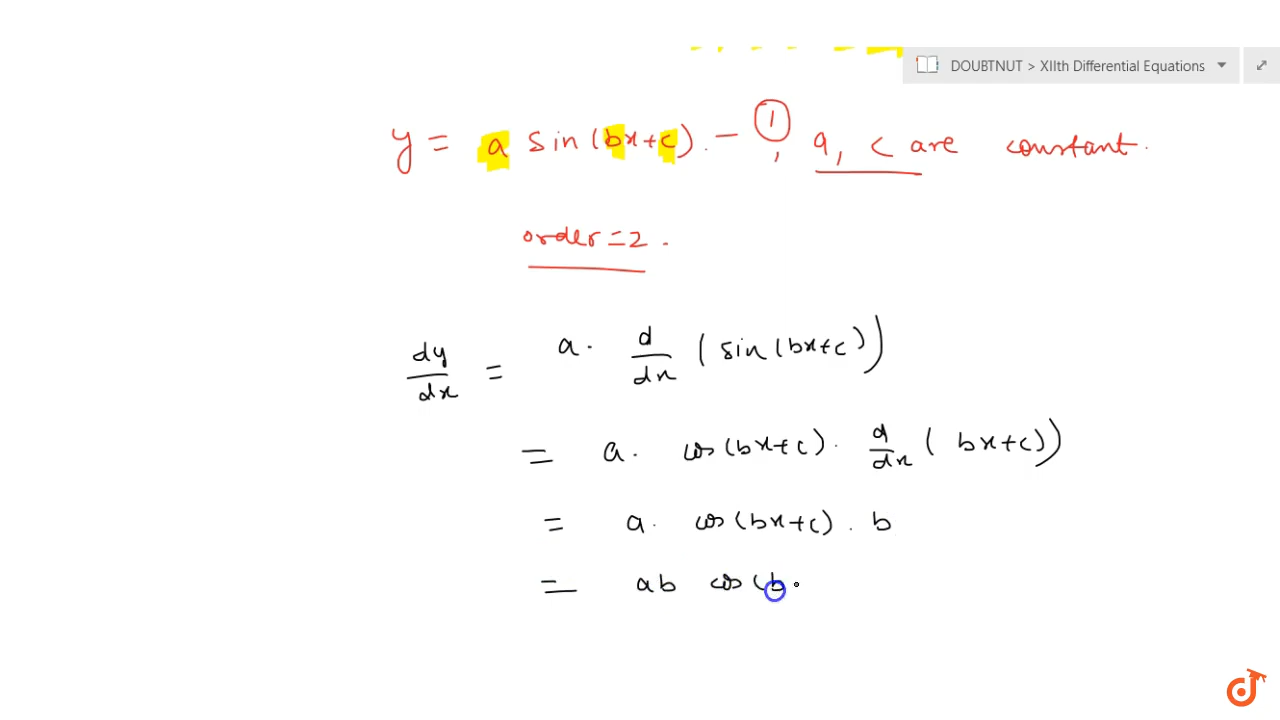 DOUBTNUT > XIIth Differential Equations
y = a sin(bx+c). - ①, a, c are constant.
order=2.
dy/dx = a. d/dx (sin(bx+c))
= a. cos(bx+c). d/dx (bx+c))
= a. cos(bx+c). b
= ab cos(b